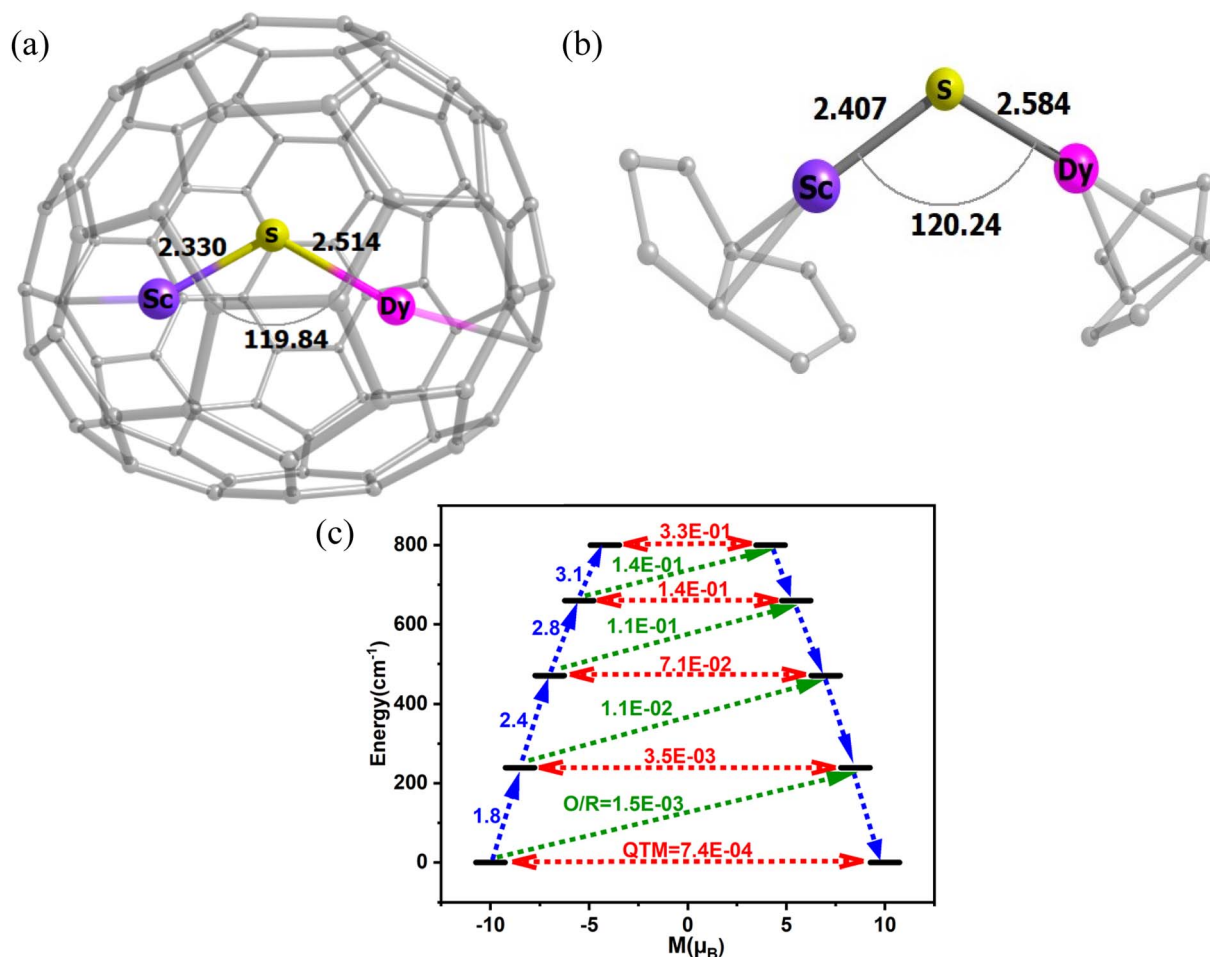 (a)
S
2.330
2.514
Sc
Dy
119.84
(b)
S
2.407
2.584
Sc
Dy
120.24
(c)
Energy(cm-1)
800
600
400
200
0
3.3E-01
3.1
1.4E-01
1.4E-01
2.8
1.1E-01
7.1E-02
2.4
1.1E-02
3.5E-03
1.8
O/R=1.5E-03
QTM=7.4E-04
-10
-5
0
5
10
M(μB)